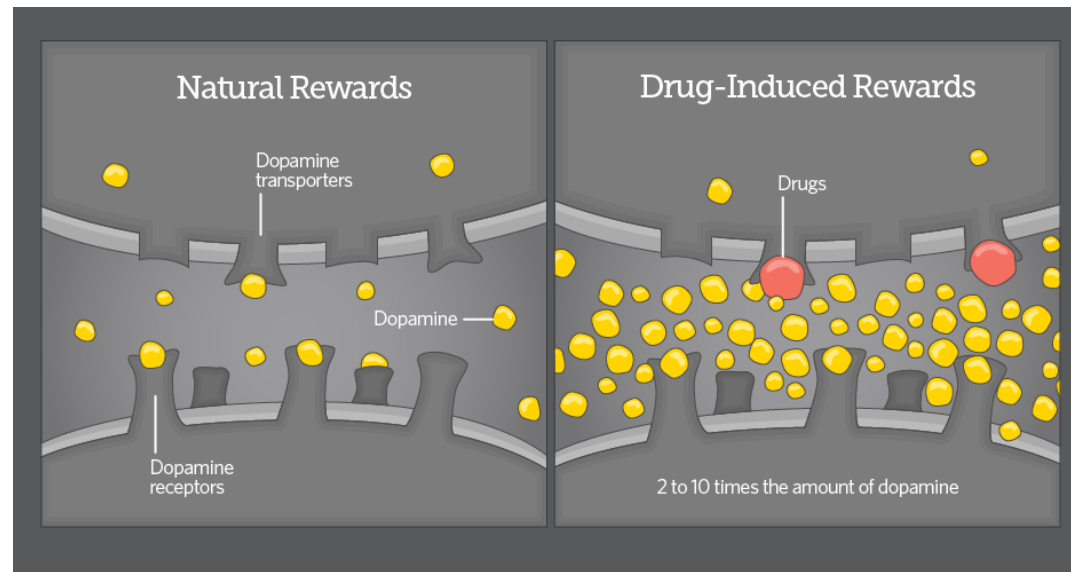 Natural Rewards
Dopamine
transporters
Dopamine
Dopamine
receptors
Drug-Induced Rewards
Drugs
2 to 10 times the amount of dopamine